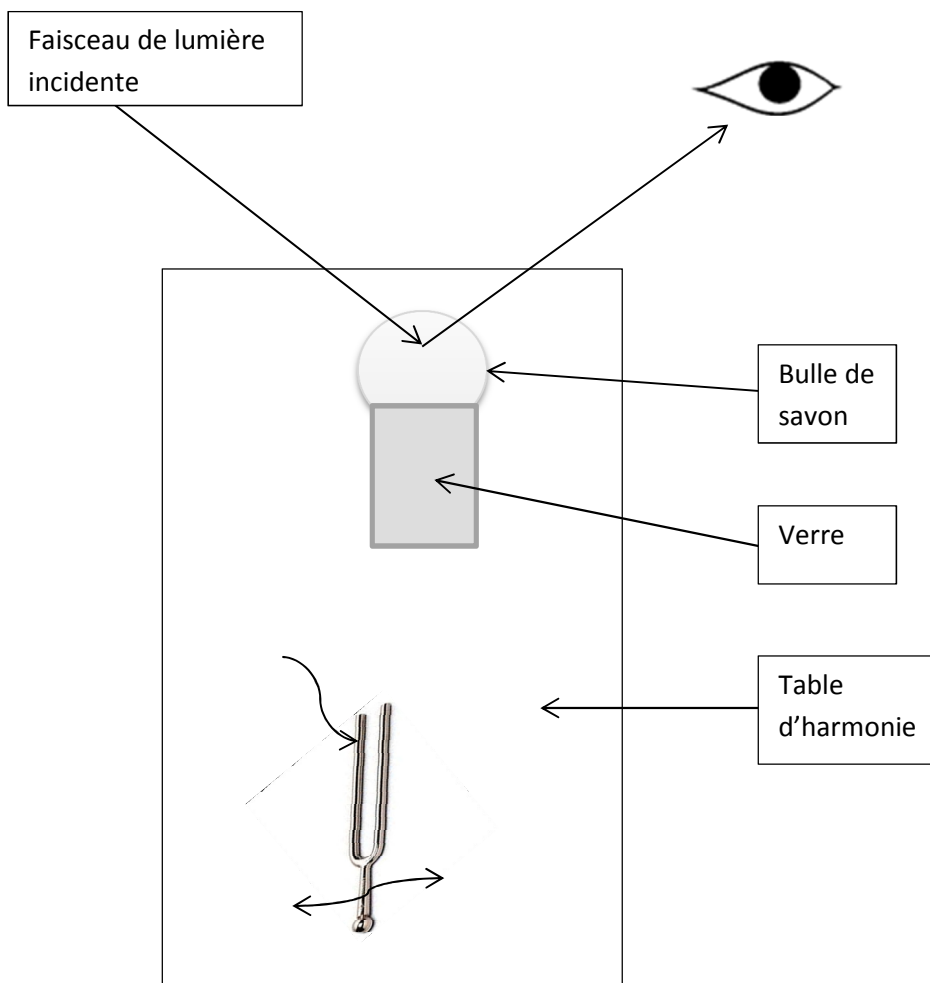 Faisceau de lumière
incidente
Bulle de
savon
Verre
Table
d’harmonie